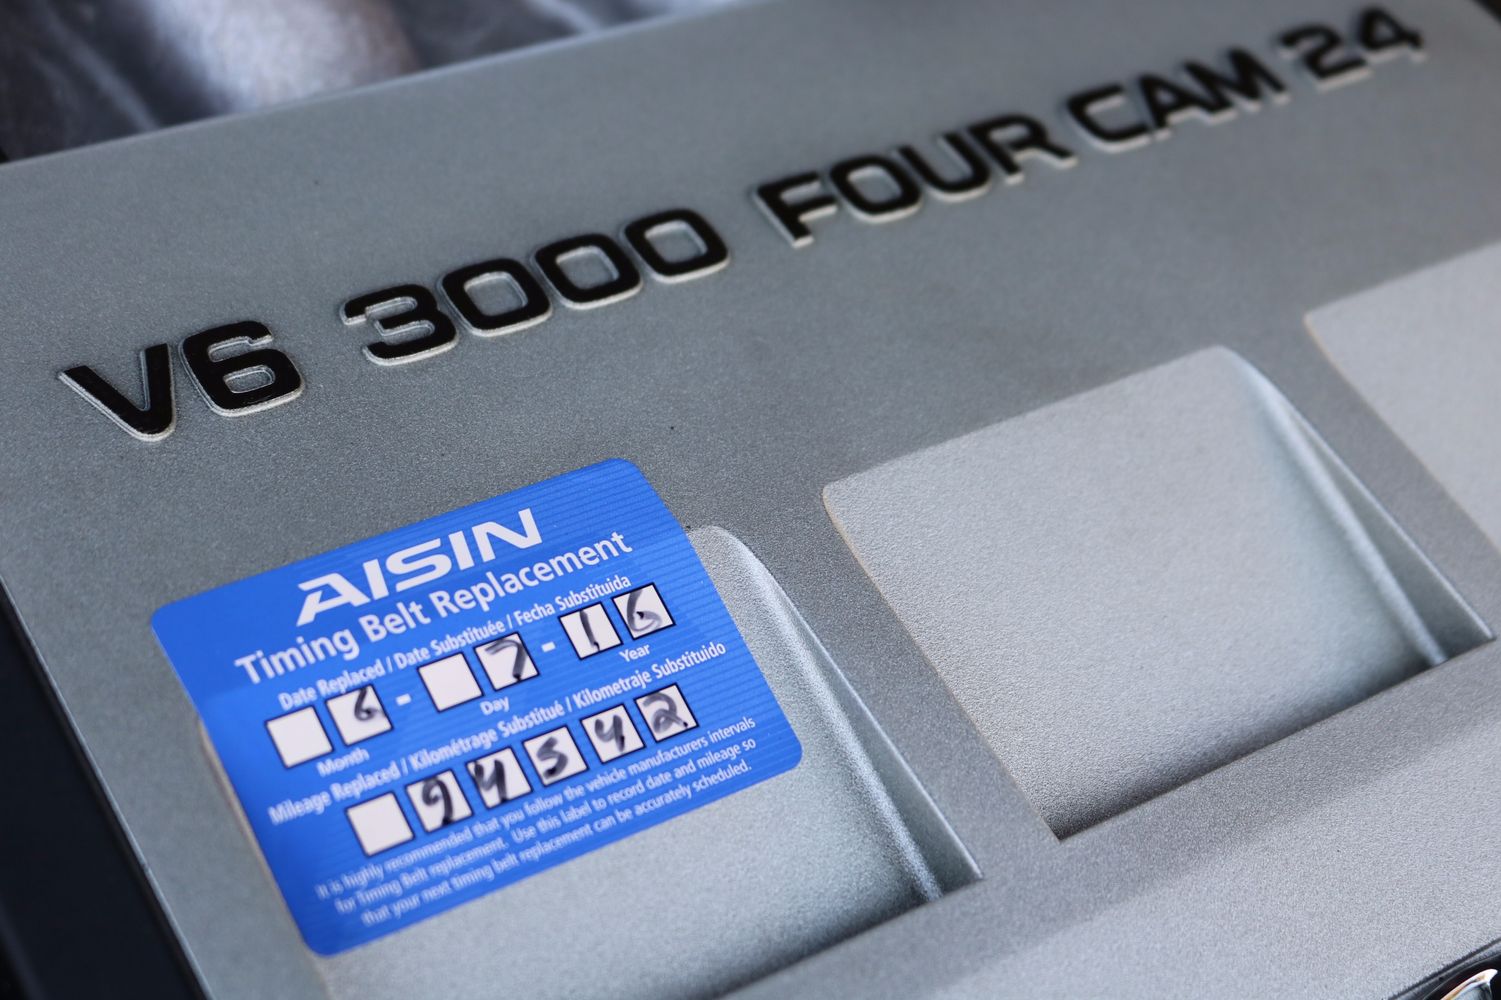 V6 3000 FOUR CAM 24
AISIN
Timing Belt Replacement
Date Replaced / Date Substituée / Fecha Substituida
6 - 7 - 16
Month Day Year
Mileage Replaced / Kilométrage Substitué / Kilometraje Substituido
94542
It is highly recommended that you follow the vehicle manufacturers intervals
for Timing Belt replacement. Use this label to record date and mileage so
that your next timing belt replacement can be accurately scheduled.